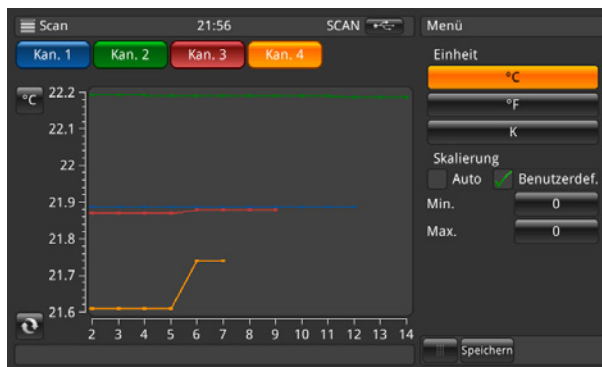 Scan 21:56 SCAN
Kan. 1 Kan. 2 Kan. 3 Kan. 4
°C
22.2
22.1
22
21.9
21.8
21.7
21.6
2 3 4 5 6 7 8 9 10 11 12 13 14
Menü
Einheit
°C
°F
K
Skalierung
Auto Benutzerdef.
Min. 0
Max. 0
Speichern